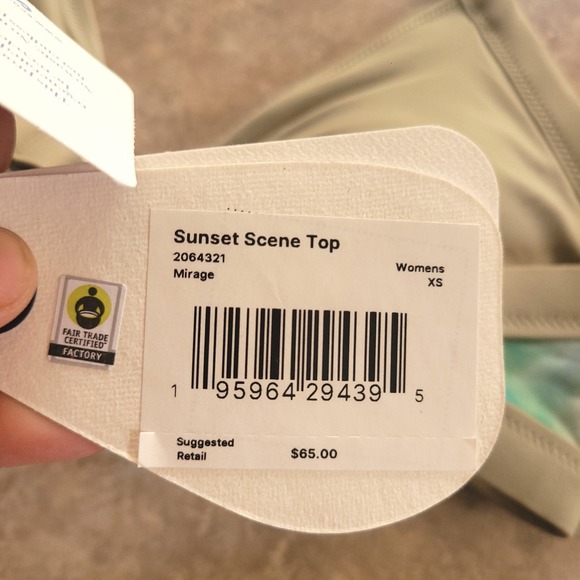 Sunset Scene Top
2064321
Mirage
Womens
XS
1 95964 29439 5
Suggested
Retail $65.00
FAIR TRADE
CERTIFIED
FACTORY